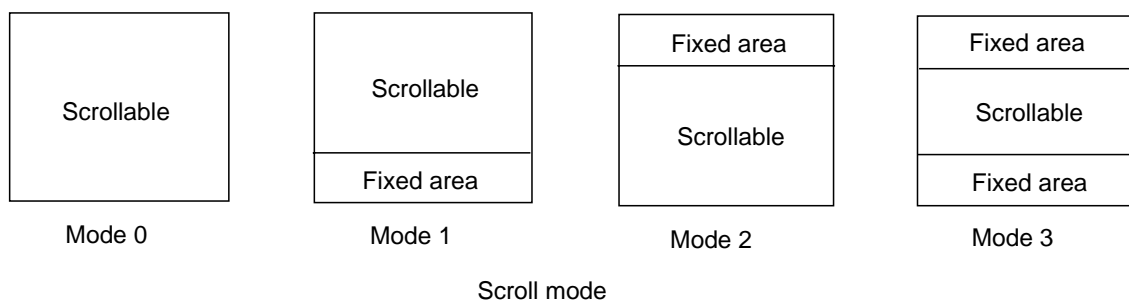 Scrollable
Mode 0
Scrollable
Fixed area
Mode 1
Fixed area
Scrollable
Mode 2
Fixed area
Scrollable
Fixed area
Mode 3
Scroll mode